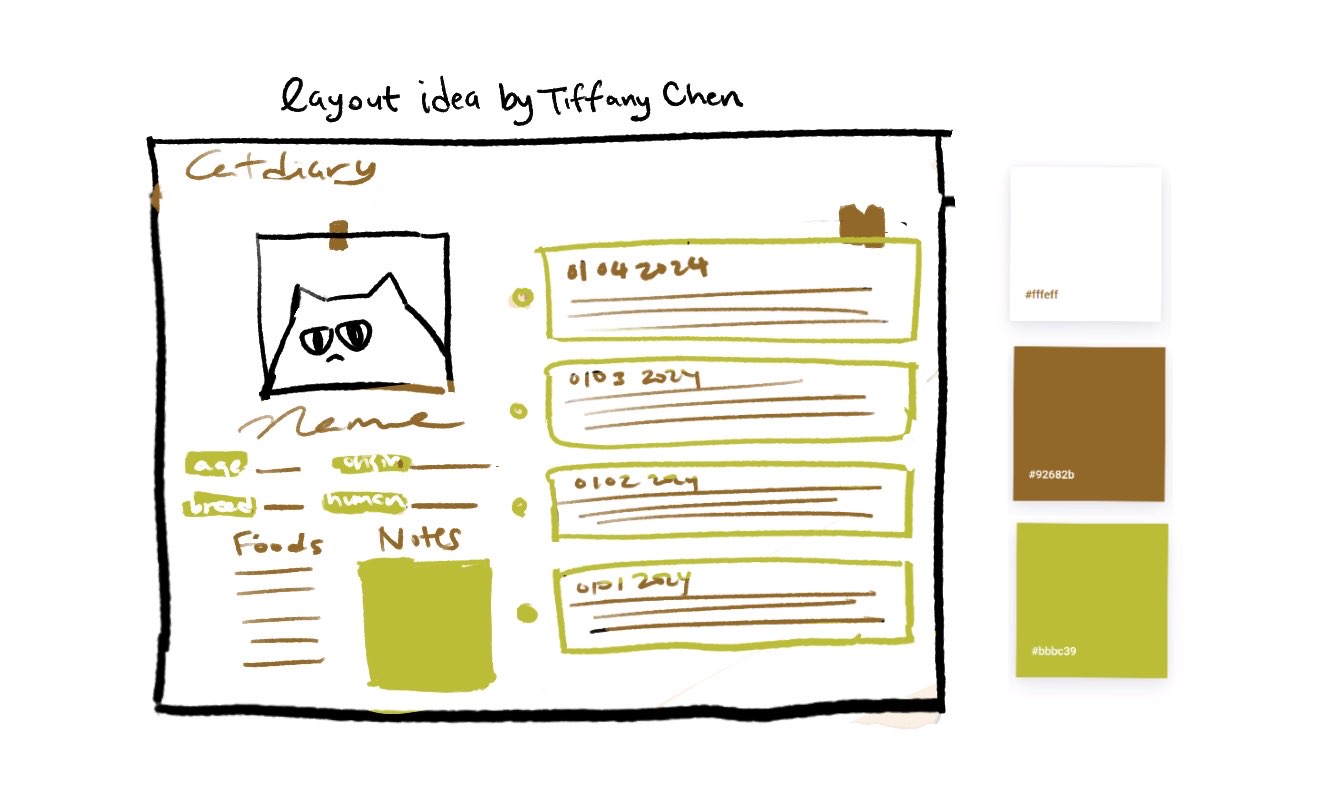 layout idea by Tiffany Chen
Catdiary
Name
age
origin
bread
human
Foods
Notes
01 04 2024
01 03 2024
01 02 2024
01 01 2024
#fffeff
#92682b
#bbbc39